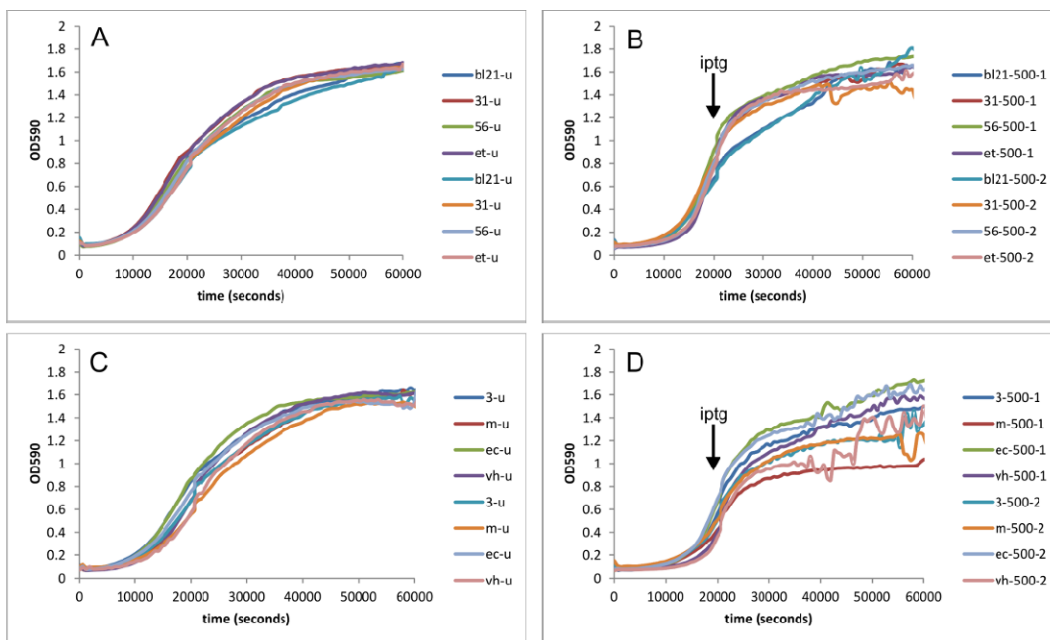 A
OD590
2
1.8
1.6
1.4
1.2
1
0.8
0.6
0.4
0.2
0
0 10000 20000 30000 40000 50000 60000
time (seconds)
bl21-u
31-u
56-u
et-u
bl21-u
31-u
56-u
et-u
B
iptg
OD590
2
1.8
1.6
1.4
1.2
1
0.8
0.6
0.4
0.2
0
0 10000 20000 30000 40000 50000 60000
time (seconds)
bl21-500-1
31-500-1
56-500-1
et-500-1
bl21-500-2
31-500-2
56-500-2
et-500-2
C
OD590
2
1.8
1.6
1.4
1.2
1
0.8
0.6
0.4
0.2
0
0 10000 20000 30000 40000 50000 60000
time (seconds)
3-u
m-u
ec-u
vh-u
3-u
m-u
ec-u
vh-u
D
iptg
OD590
2
1.8
1.6
1.4
1.2
1
0.8
0.6
0.4
0.2
0
0 10000 20000 30000 40000 50000 60000
time (seconds)
3-500-1
m-500-1
ec-500-1
vh-500-1
3-500-2
m-500-2
ec-500-2
vh-500-2